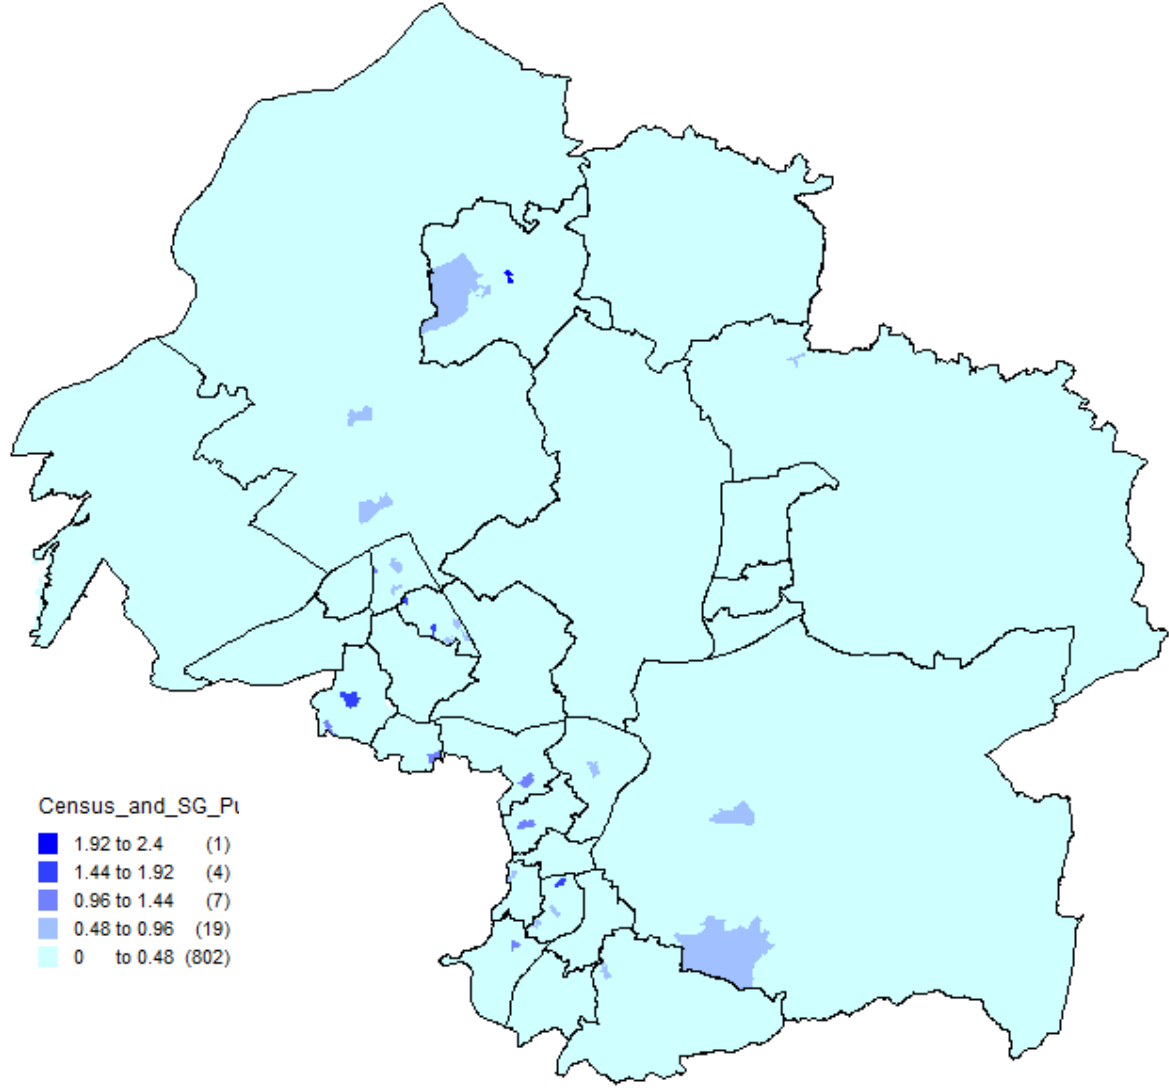 Census_and_SG_Pu
1.92 to 2.4 (1)
1.44 to 1.92 (4)
0.96 to 1.44 (7)
0.48 to 0.96 (19)
0 to 0.48 (802)